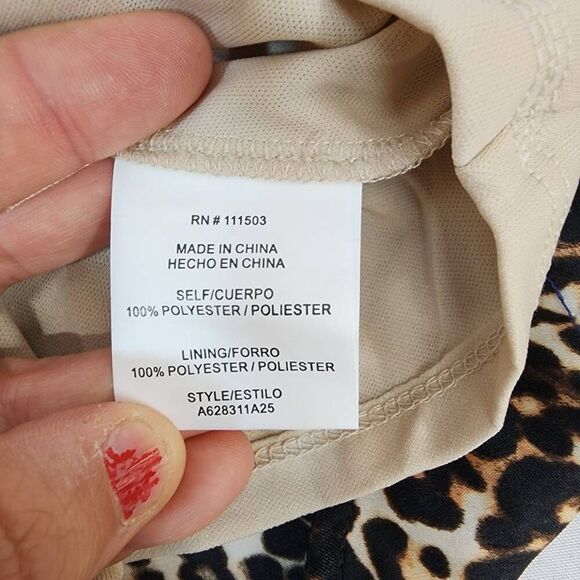 RN # 111503
MADE IN CHINA
HECHO EN CHINA
SELF/CUERPO
100% POLYESTER / POLIESTER
LINING/FORRO
100% POLYESTER / POLIESTER
STYLE/ESTILO
A628311A25